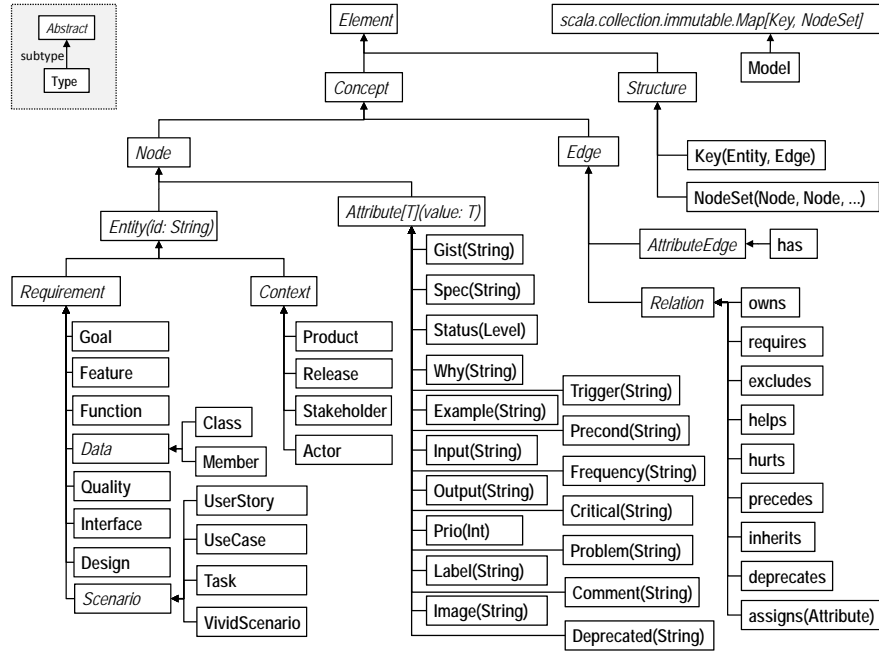 Abstract
subtype
Type
Element
scala.collection.immutable.Map[Key, NodeSet]
Model
Concept
Structure
Node
Edge
Key(Entity, Edge)
NodeSet(Node, Node, ...)
Entity(id: String)
Attribute[T](value: T)
AttributeEdge
has
Requirement
Context
Relation
Goal
Feature
Function
Data
Class
Member
Quality
Interface
Design
Scenario
UserStory
UseCase
Task
VividScenario
Product
Release
Stakeholder
Actor
Gist(String)
Spec(String)
Status(Level)
Why(String)
Example(String)
Input(String)
Output(String)
Prio(Int)
Label(String)
Image(String)
Trigger(String)
Precond(String)
Frequency(String)
Critical(String)
Problem(String)
Comment(String)
Deprecated(String)
owns
requires
excludes
helps
hurts
precedes
inherits
deprecates
assigns(Attribute)